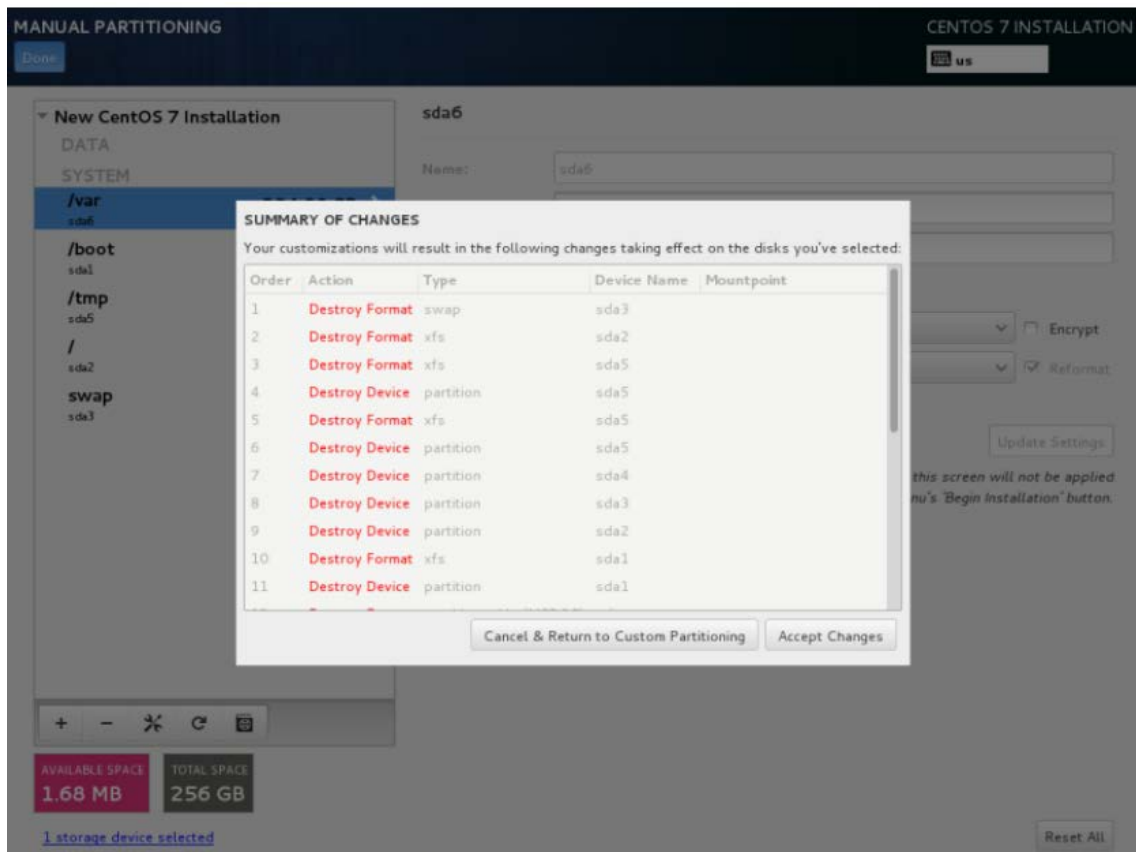 MANUAL PARTITIONING
CENTOS 7 INSTALLATION
Done
us
New CentOS 7 Installation
DATA
SYSTEM
/var
sda6
/boot
sda1
/tmp
sda5
/
sda2
swap
sda3
sda6
Name:
sda6
Encrypt
Reformat
Update Settings
this screen will not be applied
nu's 'Begin Installation' button.
SUMMARY OF CHANGES
Your customizations will result in the following changes taking effect on the disks you've selected:
Order Action Type Device Name Mountpoint
1 Destroy Format swap sda3
2 Destroy Format xfs sda2
3 Destroy Format xfs sda5
4 Destroy Device partition sda5
5 Destroy Format xfs sda5
6 Destroy Device partition sda5
7 Destroy Device partition sda4
8 Destroy Device partition sda3
9 Destroy Device partition sda2
10 Destroy Format xfs sda1
11 Destroy Device partition sda1
Cancel & Return to Custom Partitioning
Accept Changes
AVAILABLE SPACE
1.68 MB
TOTAL SPACE
256 GB
1 storage device selected
Reset All